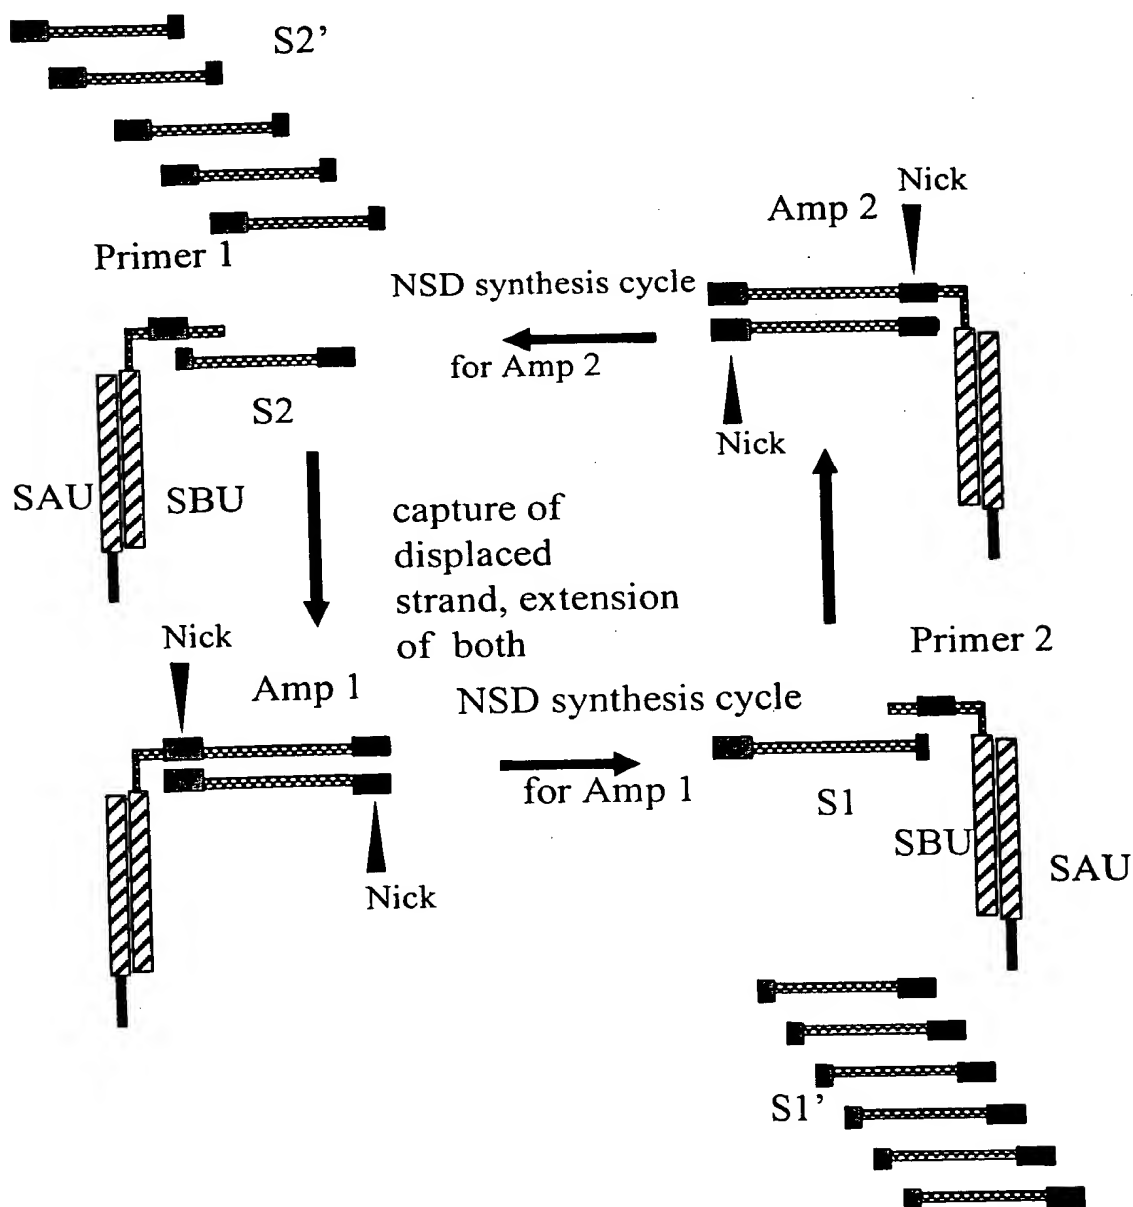 S2’
Nick
Amp 2
Primer 1
NSD synthesis cycle
for Amp 2
S2
Nick
SAU
SBU
capture of
displaced
strand, extension
of both
Nick
Primer 2
Amp 1
NSD synthesis cycle
for Amp 1
S1
SBU
SAU
Nick
S1’